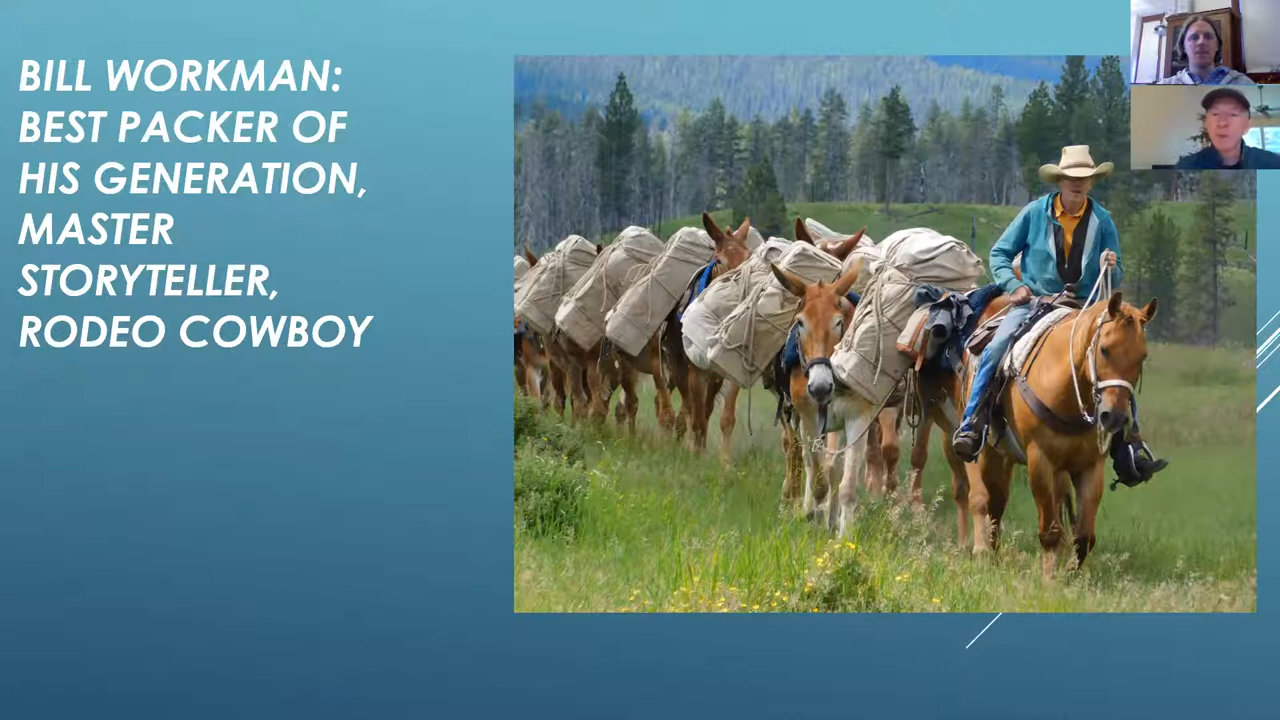 BILL WORKMAN:
BEST PACKER OF
HIS GENERATION,
MASTER
STORYTELLER,
RODEO COWBOY